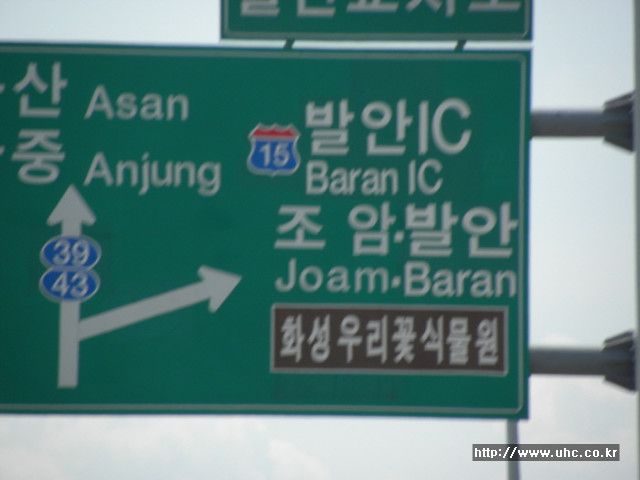 산 Asan
중 Anjung
39
43
15 발안IC
Baran IC
조 암·발안
Joam·Baran
화성우리꽃식물원
http://www.uhc.co.kr